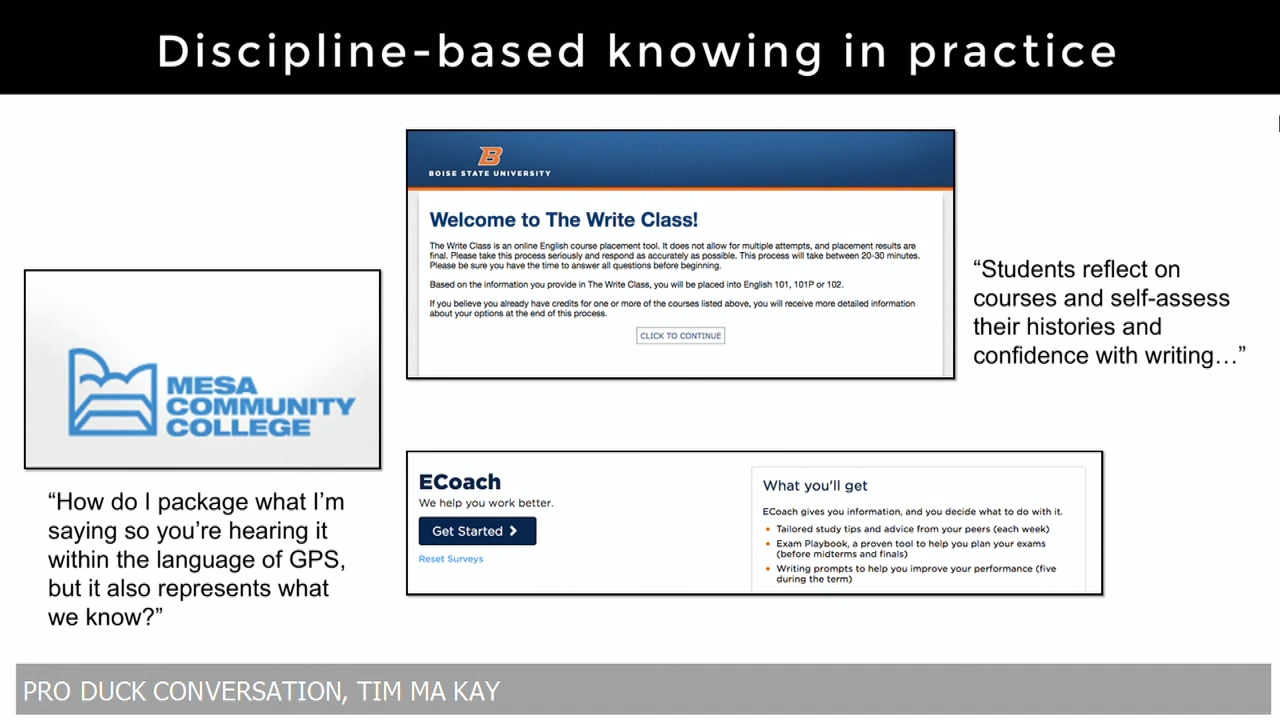 Discipline-based knowing in practice
BOISE STATE UNIVERSITY
Welcome to The Write Class!
The Write Class is an online English course placement tool. It does not allow for multiple attempts, and placement results are
final. Please take this process seriously and respond as accurately as possible. This process will take between 20-30 minutes.
Please be sure you have the time to answer all questions before beginning.
Based on the information you provide in The Write Class, you will be placed into English 101, 101P or 102.
If you believe you already have credits for one or more of the courses listed above, you will receive more detailed information
about your options at the end of this process.
CLICK TO CONTINUE
“Students reflect on
courses and self-assess
their histories and
confidence with writing…”
MESA
COMMUNITY
COLLEGE
“How do I package what I’m
saying so you’re hearing it
within the language of GPS,
but it also represents what
we know?”
ECoach
We help you work better.
Get Started
Reset Surveys
What you'll get
ECoach gives you information, and you decide what to do with it.
• Tailored study tips and advice from your peers (each week)
• Exam Playbook, a proven tool to help you plan your exams
(before midterms and finals)
• Writing prompts to help you improve your performance (five
during the term)
PRO DUCK CONVERSATION, TIM MA KAY